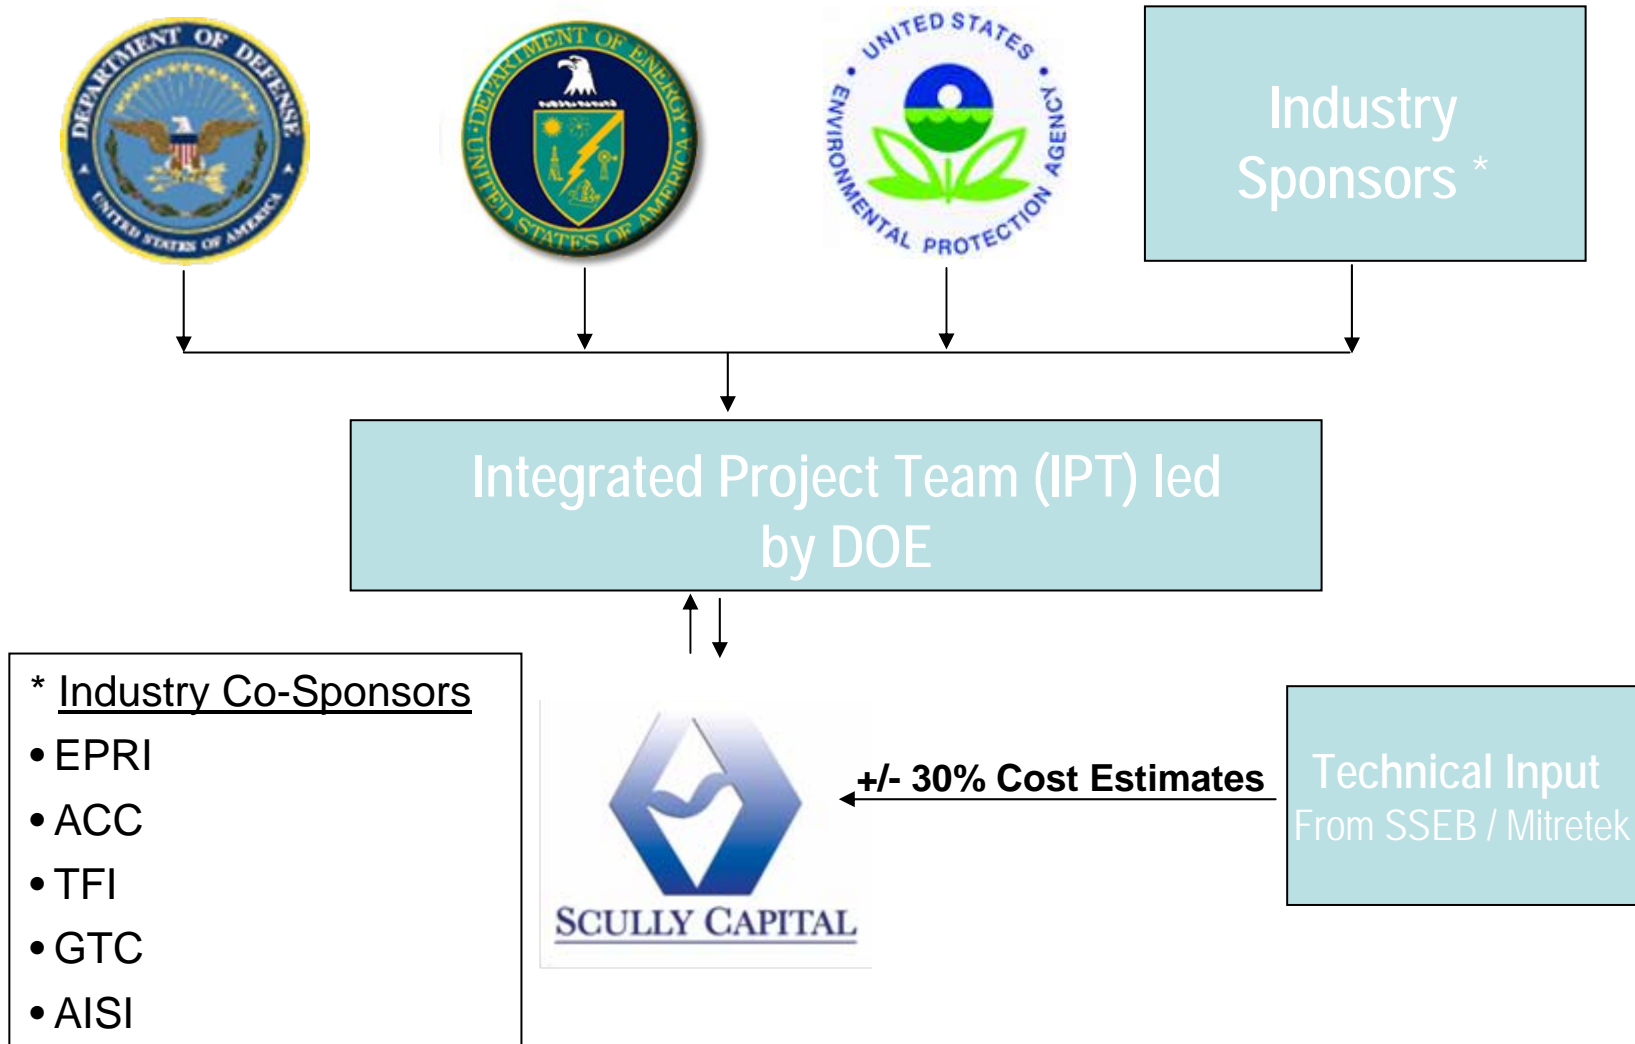 DEPARTMENT OF DEFENSE
UNITED STATES OF AMERICA
DEPARTMENT OF ENERGY
UNITED STATES OF AMERICA
UNITED STATES
ENVIRONMENTAL PROTECTION AGENCY
Industry
Sponsors *
Integrated Project Team (IPT) led
by DOE
* Industry Co-Sponsors
• EPRI
• ACC
• TFI
• GTC
• AISI
SCULLY CAPITAL
+/- 30% Cost Estimates
Technical Input
From SSEB / Mitretek